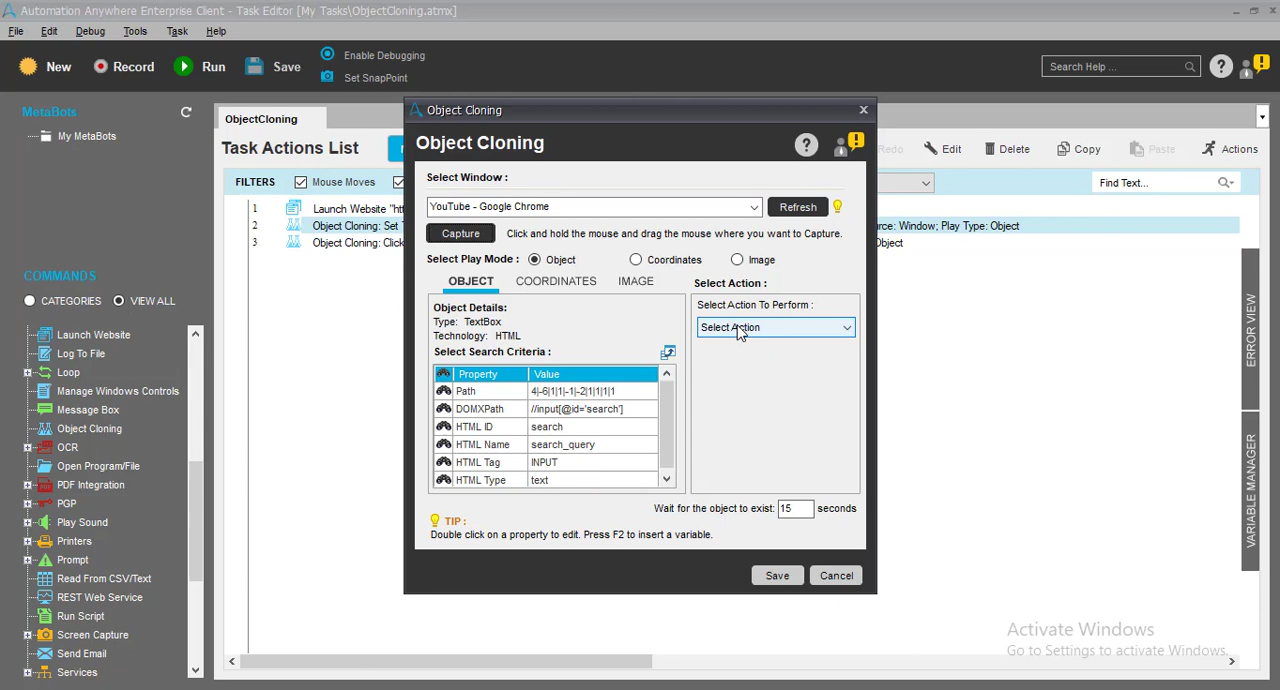 Automation Anywhere Enterprise Client - Task Editor [My Tasks\ObjectCloning.atmx]
File Edit Debug Tools Task Help
New Record Run Save
Enable Debugging
Set SnapPoint
Search Help ...
MetaBots
My MetaBots
COMMANDS
CATEGORIES VIEW ALL
Launch Website
Log To File
Loop
Manage Windows Controls
Message Box
Object Cloning
OCR
Open Program/File
PDF Integration
PGP
Play Sound
Printers
Prompt
Read From CSV/Text
REST Web Service
Run Script
Screen Capture
Send Email
Services
ObjectCloning
Task Actions List
Redo Edit Delete Copy Paste Actions
FILTERS Mouse Moves
Find Text...
1 Launch Website "htt
2 Object Cloning: Set T
rce: Window; Play Type: Object
3 Object Cloning: Click
Object
Object Cloning
Object Cloning
Select Window :
YouTube - Google Chrome
Refresh
Capture
Click and hold the mouse and drag the mouse where you want to Capture.
Select Play Mode : Object Coordinates Image
OBJECT COORDINATES IMAGE
Object Details:
Type: TextBox
Technology: HTML
Select Search Criteria :
Property Value
Path 4|-6|1|1|-1|-2|1|1|1|1
DOMXPath //input[@id='search']
HTML ID search
HTML Name search_query
HTML Tag INPUT
HTML Type text
Select Action :
Select Action To Perform :
Select Action
Wait for the object to exist: 15 seconds
TIP :
Double click on a property to edit. Press F2 to insert a variable.
Save Cancel
ERROR VIEW
VARIABLE MANAGER
Activate Windows
Go to Settings to activate Windows.